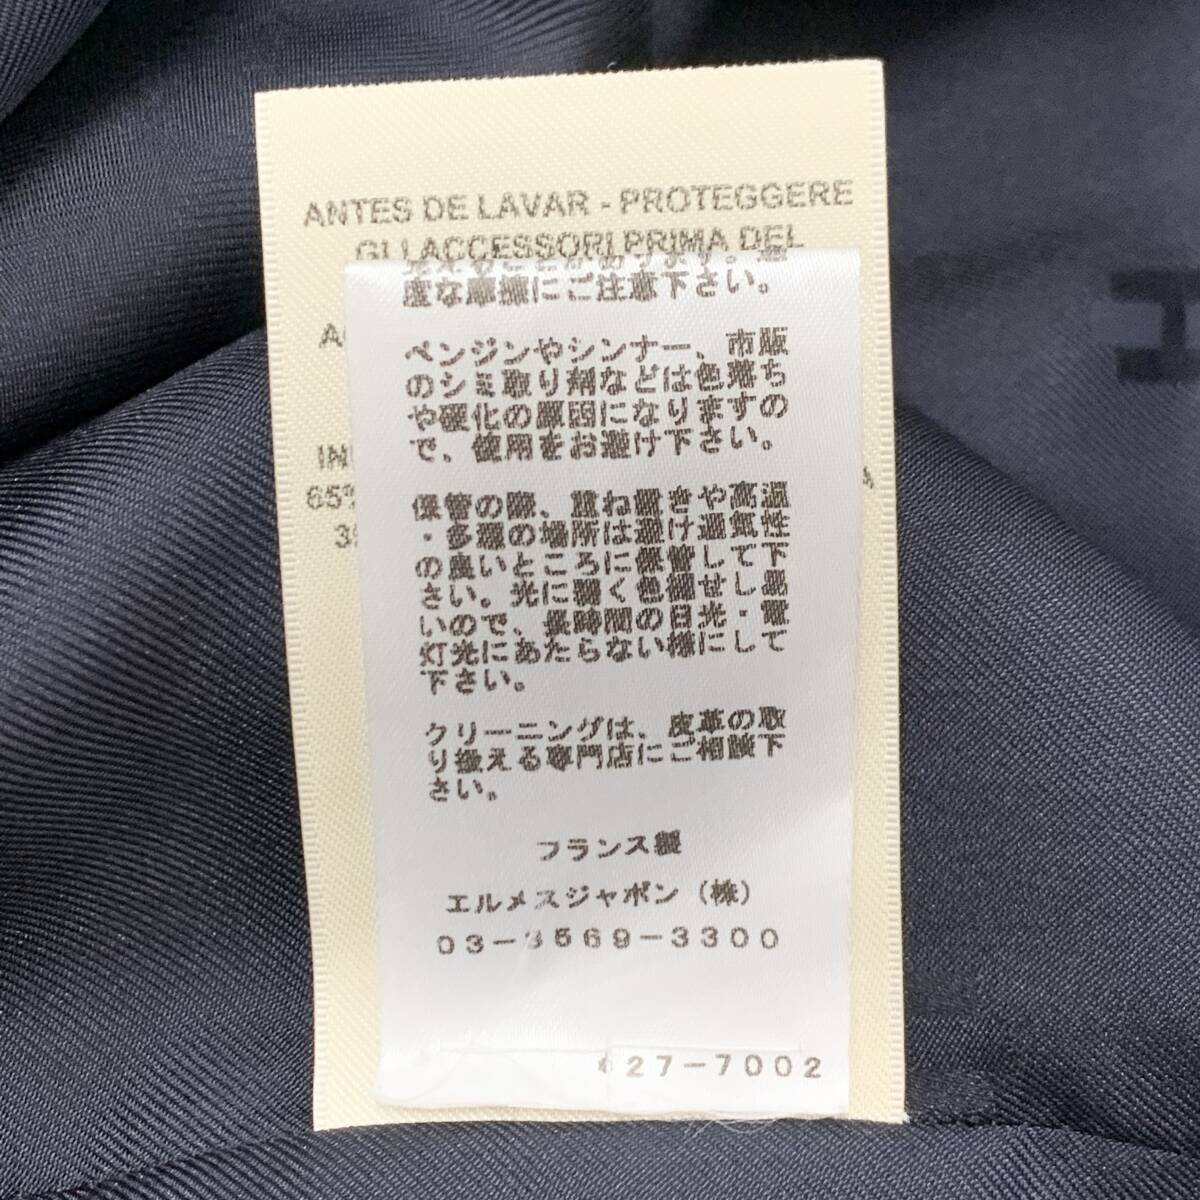 ANTES DE LAVAR - PROTEGGERE
GLI ACCESSORI PRIMA DEL
度な摩擦にご注意下さい。
ベンジンやシンナー、市販
のシミ取り剤などは色落ち
や硬化の原因になりますの
で、使用をお避け下さい。
保管の際、重ね置きや高温
・多湿の場所は避け通気性
の良いところに保管して下
さい。光に弱く色褪せし易
いので、長時間の日光・電
灯光にあたらない様にして
下さい。
クリーニングは、皮革の取
り扱える専門店にご相談下
さい。
フランス製
エルメスジャポン（株）
03-3569-3300
627-7002
65%